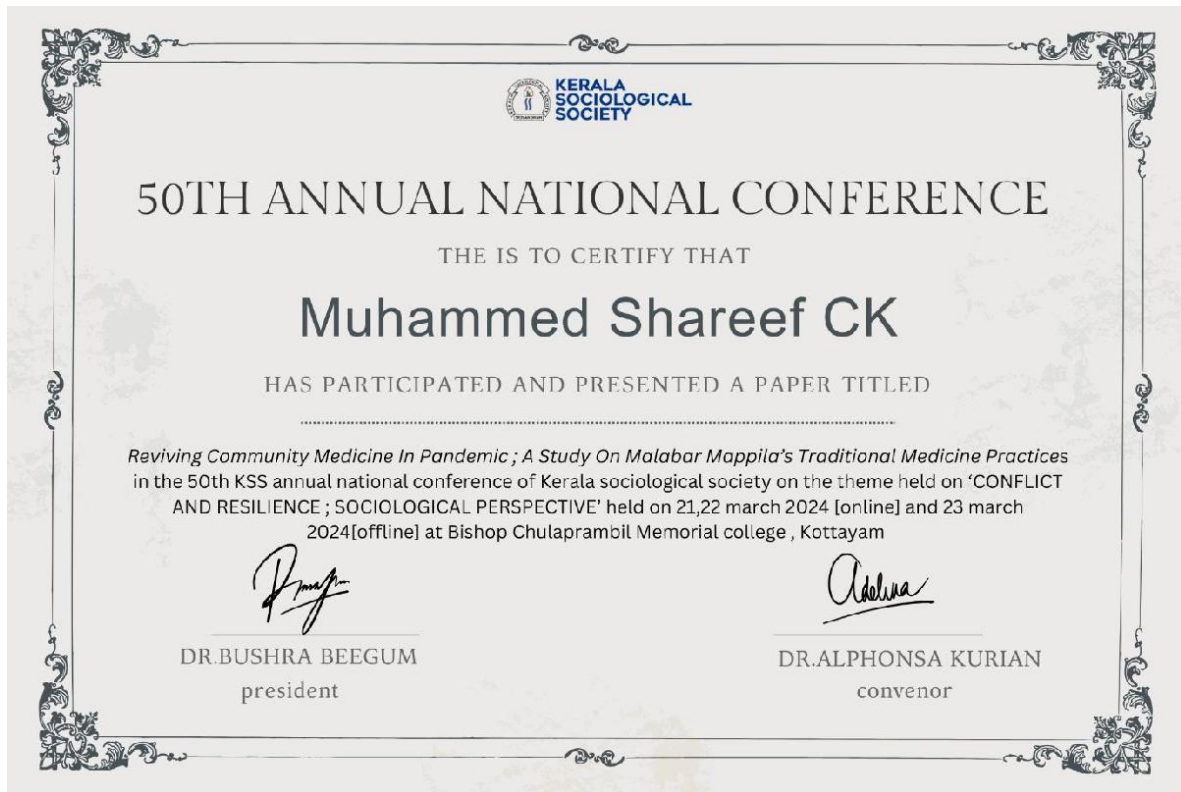 KERALA
SOCIOLOGICAL
SOCIETY
50TH ANNUAL NATIONAL CONFERENCE
THE IS TO CERTIFY THAT
Muhammed Shareef CK
HAS PARTICIPATED AND PRESENTED A PAPER TITLED
Reviving Community Medicine In Pandemic ; A Study On Malabar Mappila's Traditional Medicine Practices
in the 50th KSS annual national conference of Kerala sociological society on the theme held on ‘CONFLICT
AND RESILIENCE ; SOCIOLOGICAL PERSPECTIVE’ held on 21,22 march 2024 [online] and 23 march
2024[offline] at Bishop Chulaprambil Memorial college , Kottayam
Adelina
DR.BUSHRA BEEGUM
DR.ALPHONSA KURIAN
president
convenor